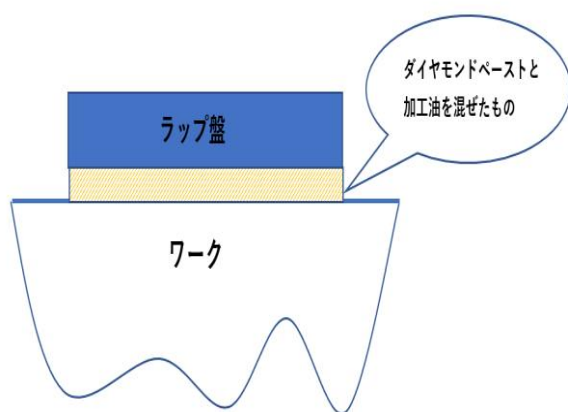 ダイヤモンドペーストと
加工油を混ぜたもの
ラップ盤
ワーク